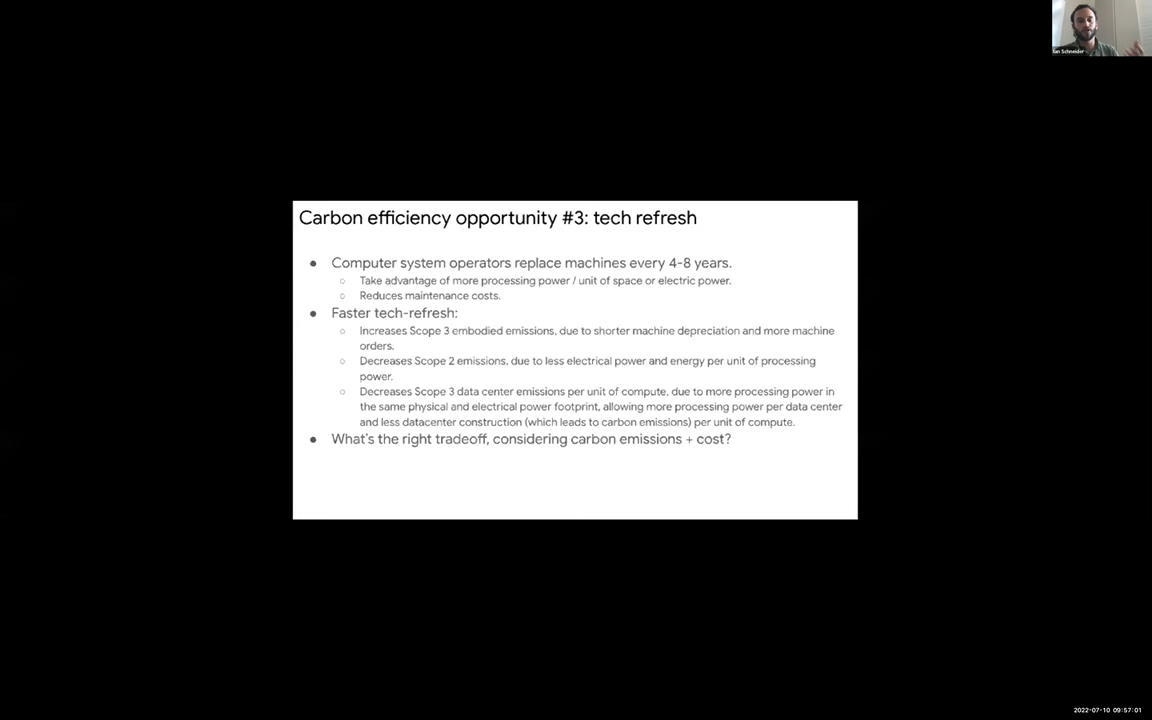 Ian Schneider
Carbon efficiency opportunity #3: tech refresh
● Computer system operators replace machines every 4-8 years.
○ Take advantage of more processing power / unit of space or electric power.
○ Reduces maintenance costs.
● Faster tech-refresh:
○ Increases Scope 3 embodied emissions, due to shorter machine depreciation and more machine
orders.
○ Decreases Scope 2 emissions, due to less electrical power and energy per unit of processing
power.
○ Decreases Scope 3 data center emissions per unit of compute, due to more processing power in
the same physical and electrical power footprint, allowing more processing power per data center
and less datacenter construction (which leads to carbon emissions) per unit of compute.
● What's the right tradeoff, considering carbon emissions + cost?
2022-07-10 09:57:01